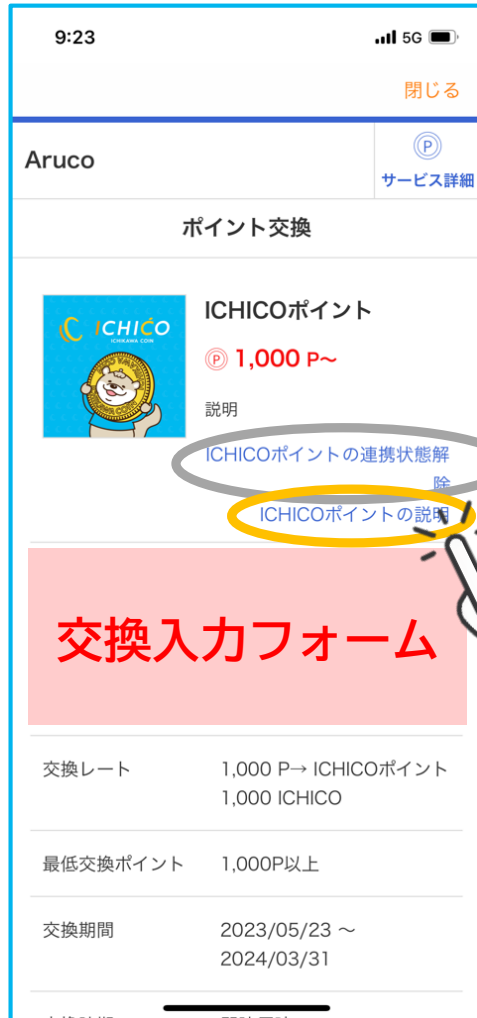 9:23
5G
閉じる
Aruco
P
サービス詳細
ポイント交換
ICHICO
ICHIKAWA COIN
ICHICOポイント
P 1,000 P～
説明
ICHICOポイントの連携状態解
除
ICHICOポイントの説明
交換入力フォーム
交換レート
1,000 P→ ICHICOポイント
1,000 ICHICO
最低交換ポイント
1,000P以上
交換期間
2023/05/23 ～
2024/03/31